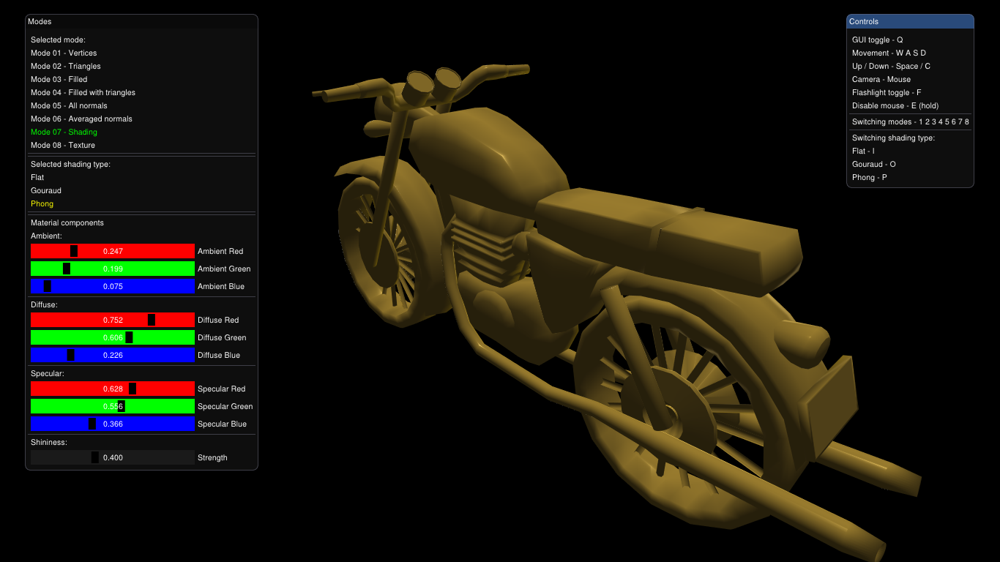 Modes
Selected mode:
Mode 01 - Vertices
Mode 02 - Triangles
Mode 03 - Filled
Mode 04 - Filled with triangles
Mode 05 - All normals
Mode 06 - Averaged normals
Mode 07 - Shading
Mode 08 - Texture
Selected shading type:
Flat
Gouraud
Phong
Material components
Ambient:
0.247 Ambient Red
0.199 Ambient Green
0.075 Ambient Blue
Diffuse:
0.752 Diffuse Red
0.606 Diffuse Green
0.226 Diffuse Blue
Specular:
0.628 Specular Red
0.556 Specular Green
0.366 Specular Blue
Shininess:
0.400 Strength
Controls
GUI toggle - Q
Movement - W A S D
Up / Down - Space / C
Camera - Mouse
Flashlight toggle - F
Disable mouse - E (hold)
Switching modes - 1 2 3 4 5 6 7 8
Switching shading type:
Flat - I
Gouraud - O
Phong - P